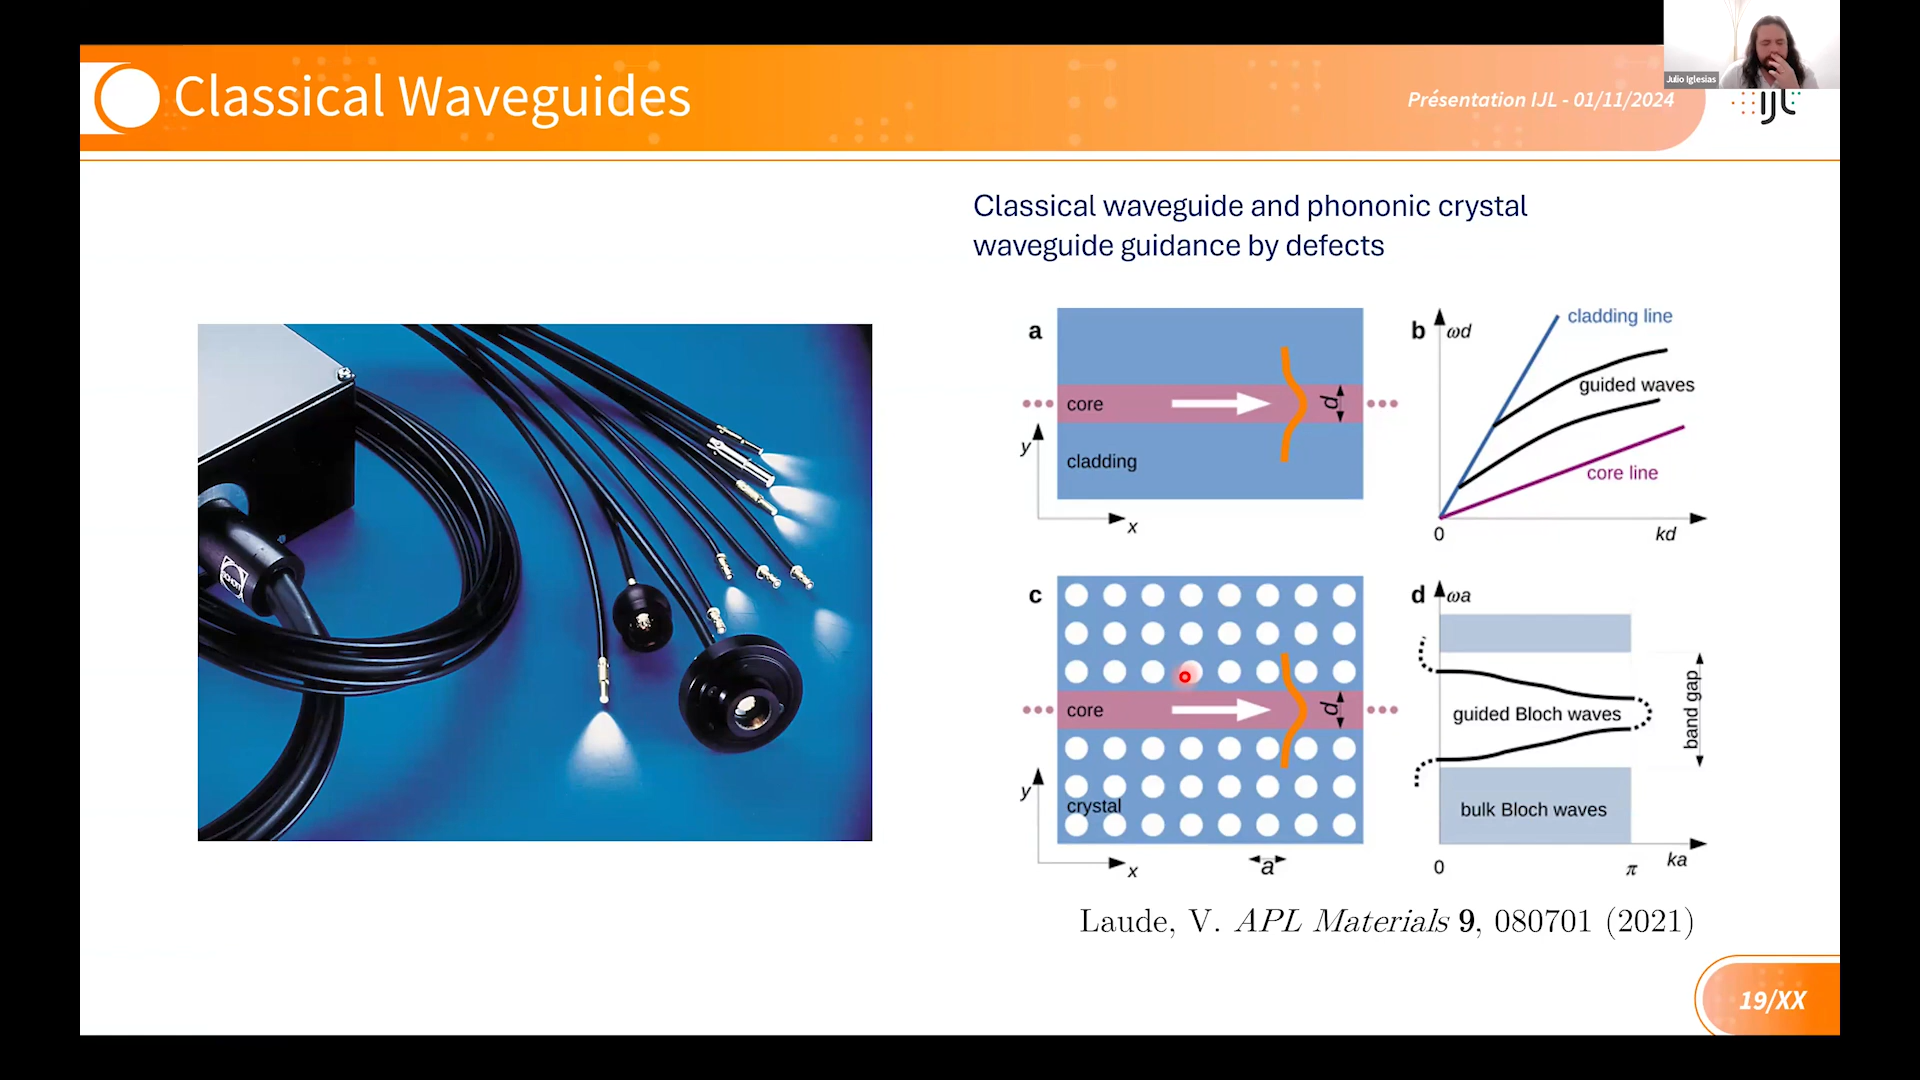 Julio Iglesias
Classical Waveguides
Présentation IJL - 01/11/2024
ijl
Classical waveguide and phononic crystal
waveguide guidance by defects
a
core
d
y
cladding
x
b
ωd
cladding line
guided waves
core line
0
kd
SCHOTT
c
core
d
y
crystal
x
a
d
ωa
guided Bloch waves
band gap
bulk Bloch waves
0
π
ka
Laude, V. APL Materials 9, 080701 (2021)
19/XX